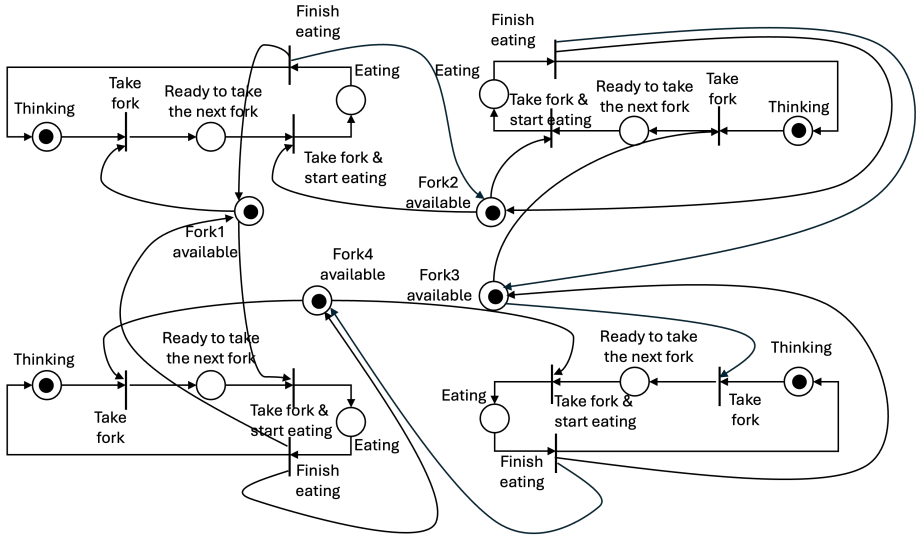 Finish
eating
Take
fork
Ready to take
the next fork
Eating
Thinking
Take fork &
start eating
Finish
eating
Eating
Take fork &
start eating
Ready to take
the next fork
Take
fork
Thinking
Fork2
available
Fork1
available
Fork4
available
Fork3
available
Thinking
Take
fork
Ready to take
the next fork
Take fork &
start eating
Eating
Finish
eating
Ready to take
the next fork
Thinking
Eating
Take fork &
start eating
Take
fork
Finish
eating